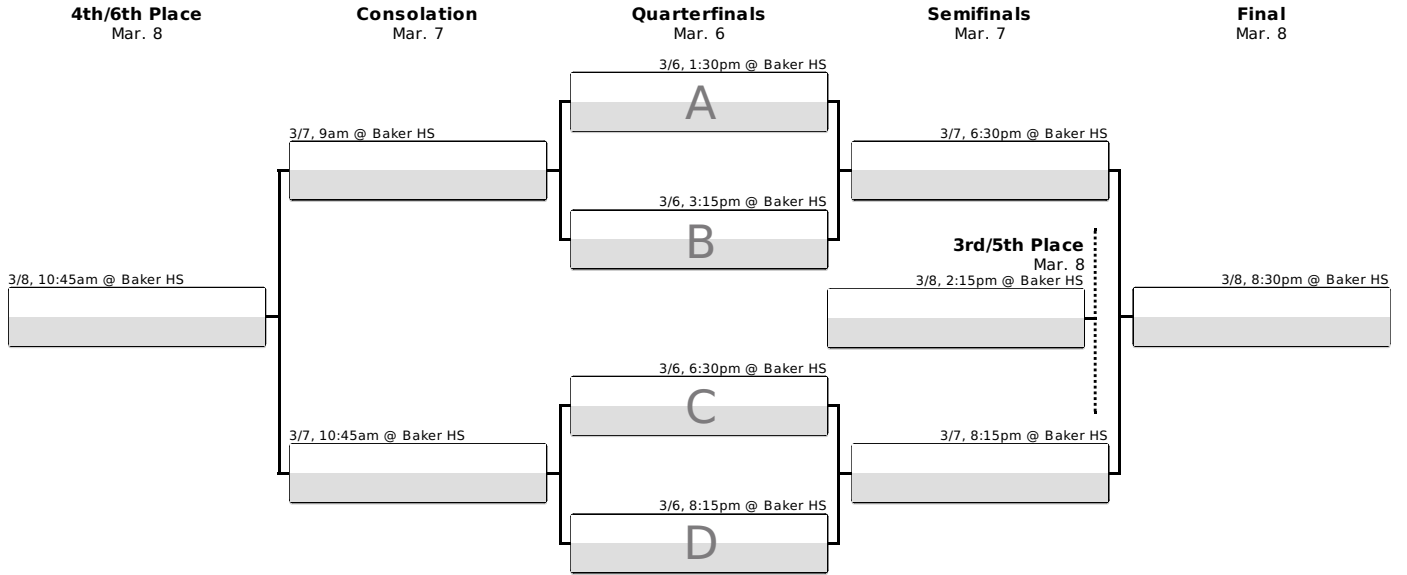 4th/6th Place
Mar. 8
Consolation
Mar. 7
Quarterfinals
Mar. 6
Semifinals
Mar. 7
Final
Mar. 8
3/6, 1:30pm @ Baker HS
A
3/7, 9am @ Baker HS
3/7, 6:30pm @ Baker HS
3/6, 3:15pm @ Baker HS
B
3rd/5th Place
Mar. 8
3/8, 10:45am @ Baker HS
3/8, 2:15pm @ Baker HS
3/8, 8:30pm @ Baker HS
3/6, 6:30pm @ Baker HS
C
3/7, 10:45am @ Baker HS
3/7, 8:15pm @ Baker HS
3/6, 8:15pm @ Baker HS
D